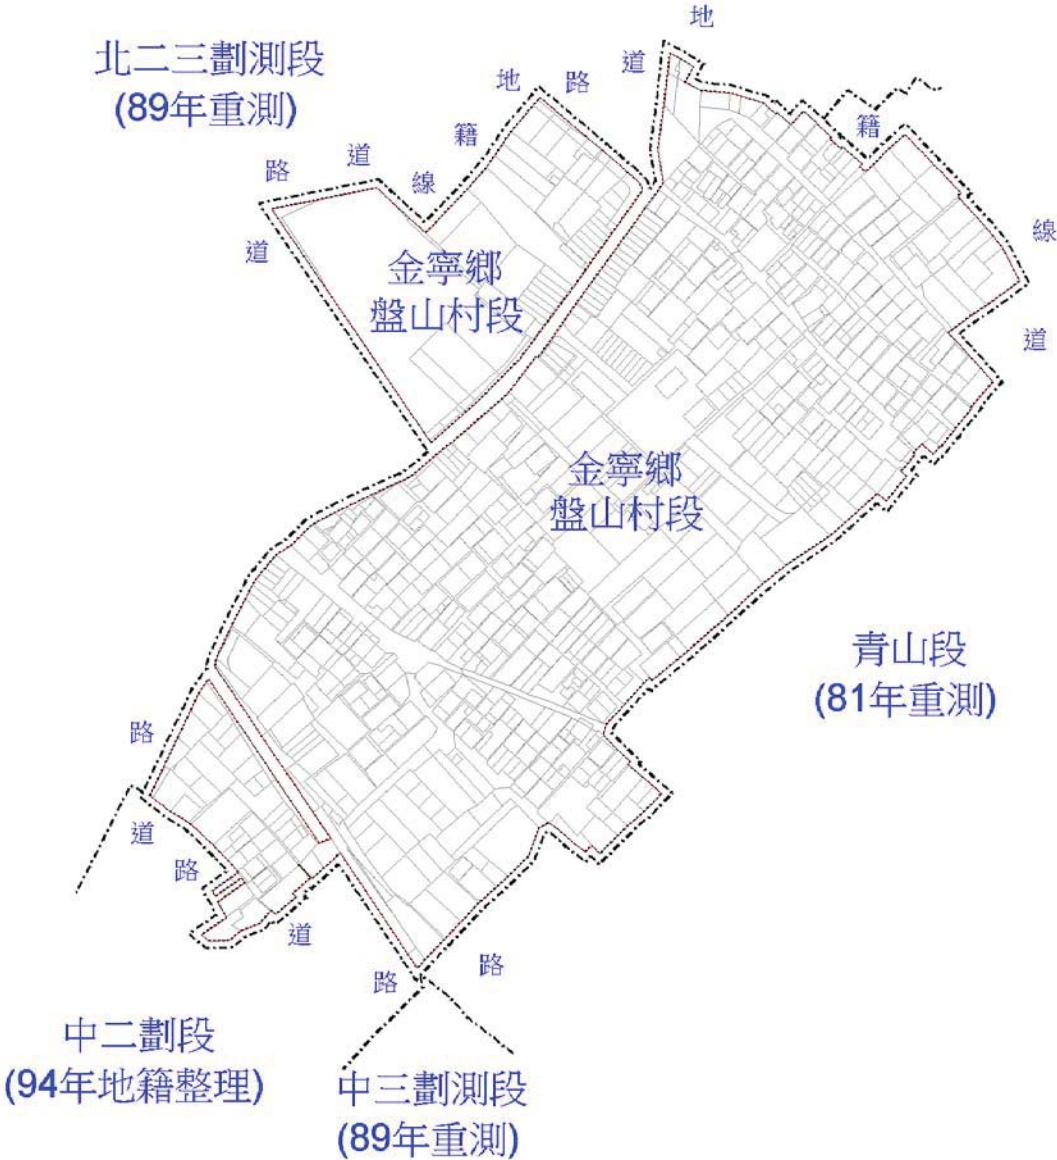 地
道
北二三劃測段
(89年重測)
地
路
籍
籍
道
路
線
線
道
金寧鄉
盤山村段
道
金寧鄉
盤山村段
青山段
(81年重測)
路
道
路
道
路
路
中二劃段
(94年地籍整理)
中三劃測段
(89年重測)